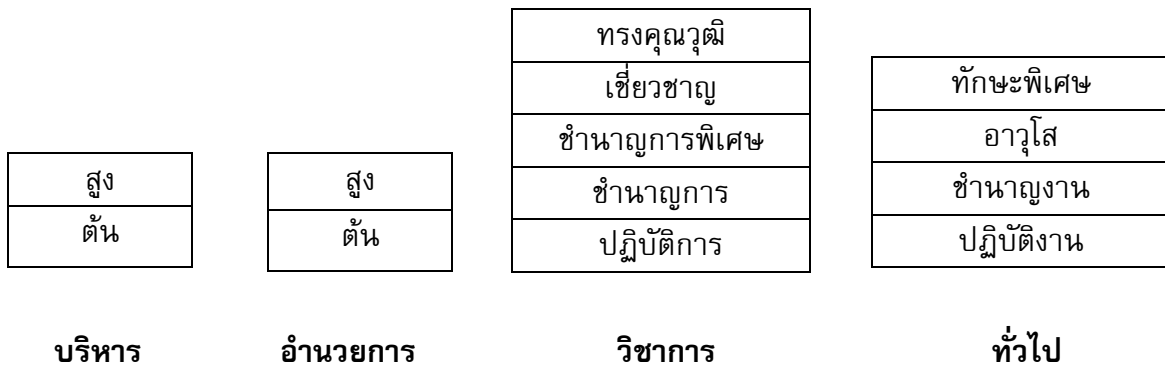 ทรงคุณวุฒิ
เชี่ยวชาญ
ชำนาญการพิเศษ
ชำนาญการ
ปฏิบัติการ
ทักษะพิเศษ
อาวุโส
ชำนาญงาน
ปฏิบัติงาน
สูง
ต้น
สูง
ต้น
บริหาร
อำนวยการ
วิชาการ
ทั่วไป